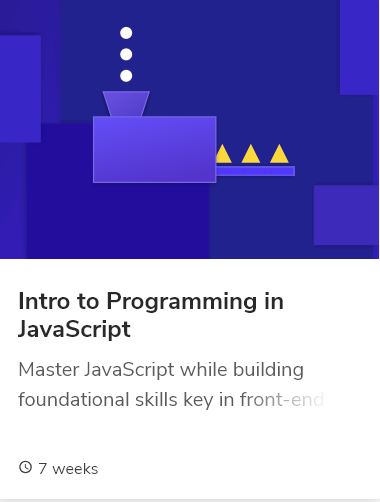 Intro to Programming in
JavaScript
Master JavaScript while building
foundational skills key in front-end
7 weeks